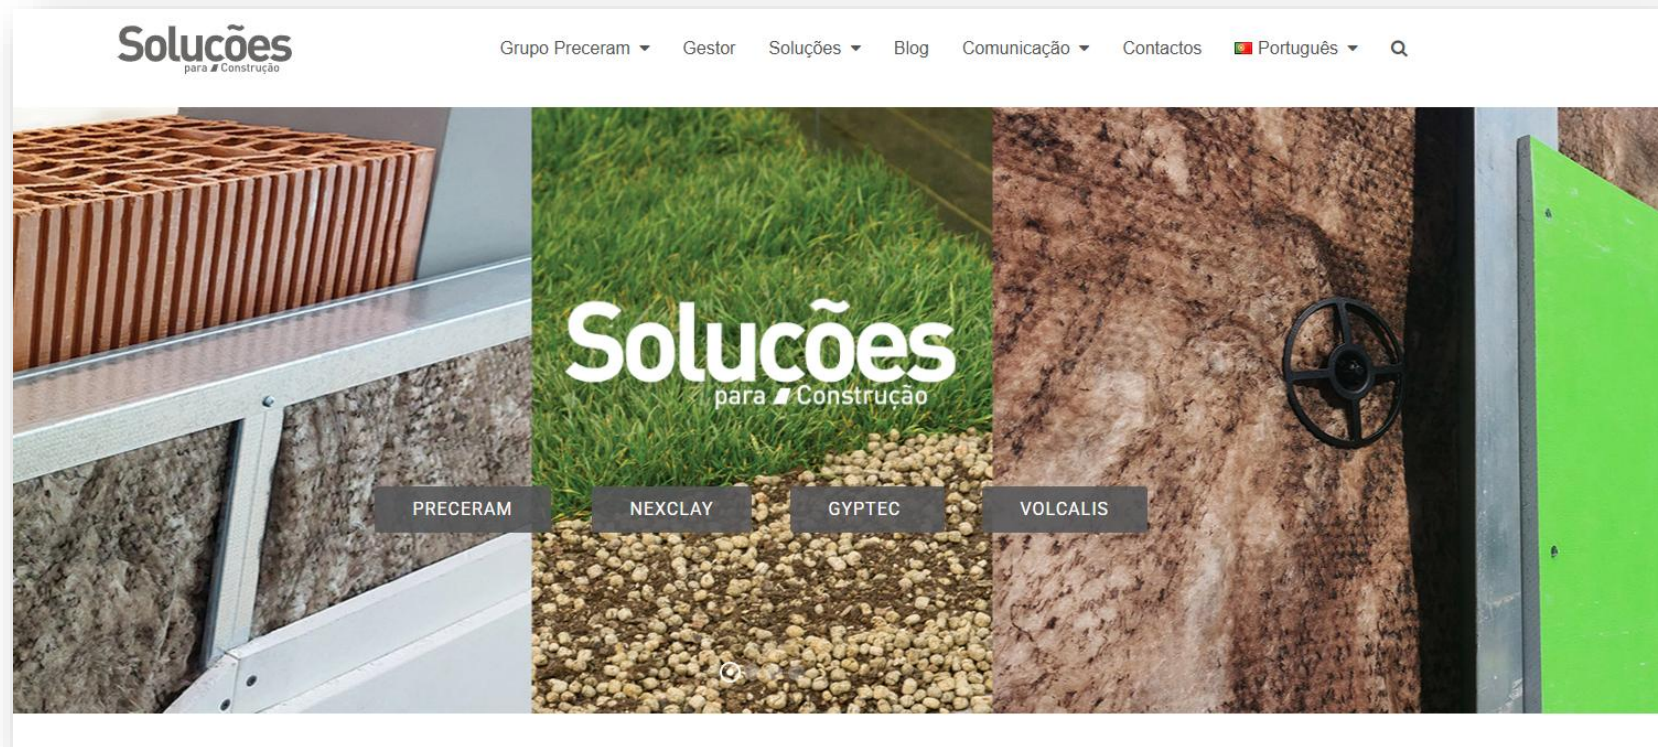 Soluções
para Construção
Grupo Preceram Gestor Soluções Blog Comunicação Contactos Português
Soluções
para Construção
PRECERAM NEXCLAY GYPTEC VOLCALIS